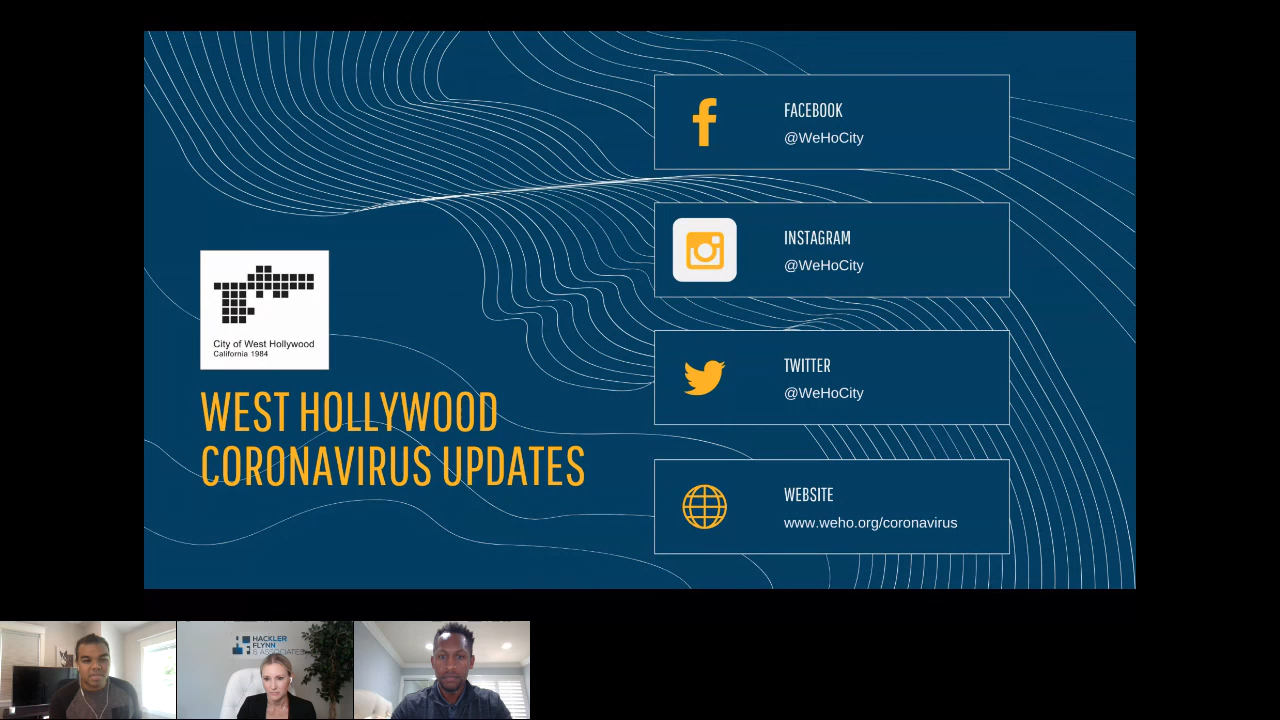 City of West Hollywood
California 1984
WEST HOLLYWOOD
CORONAVIRUS UPDATES
FACEBOOK
@WeHoCity
INSTAGRAM
@WeHoCity
TWITTER
@WeHoCity
WEBSITE
www.weho.org/coronavirus
HACKLER
FLYNN
& ASSOCIATES